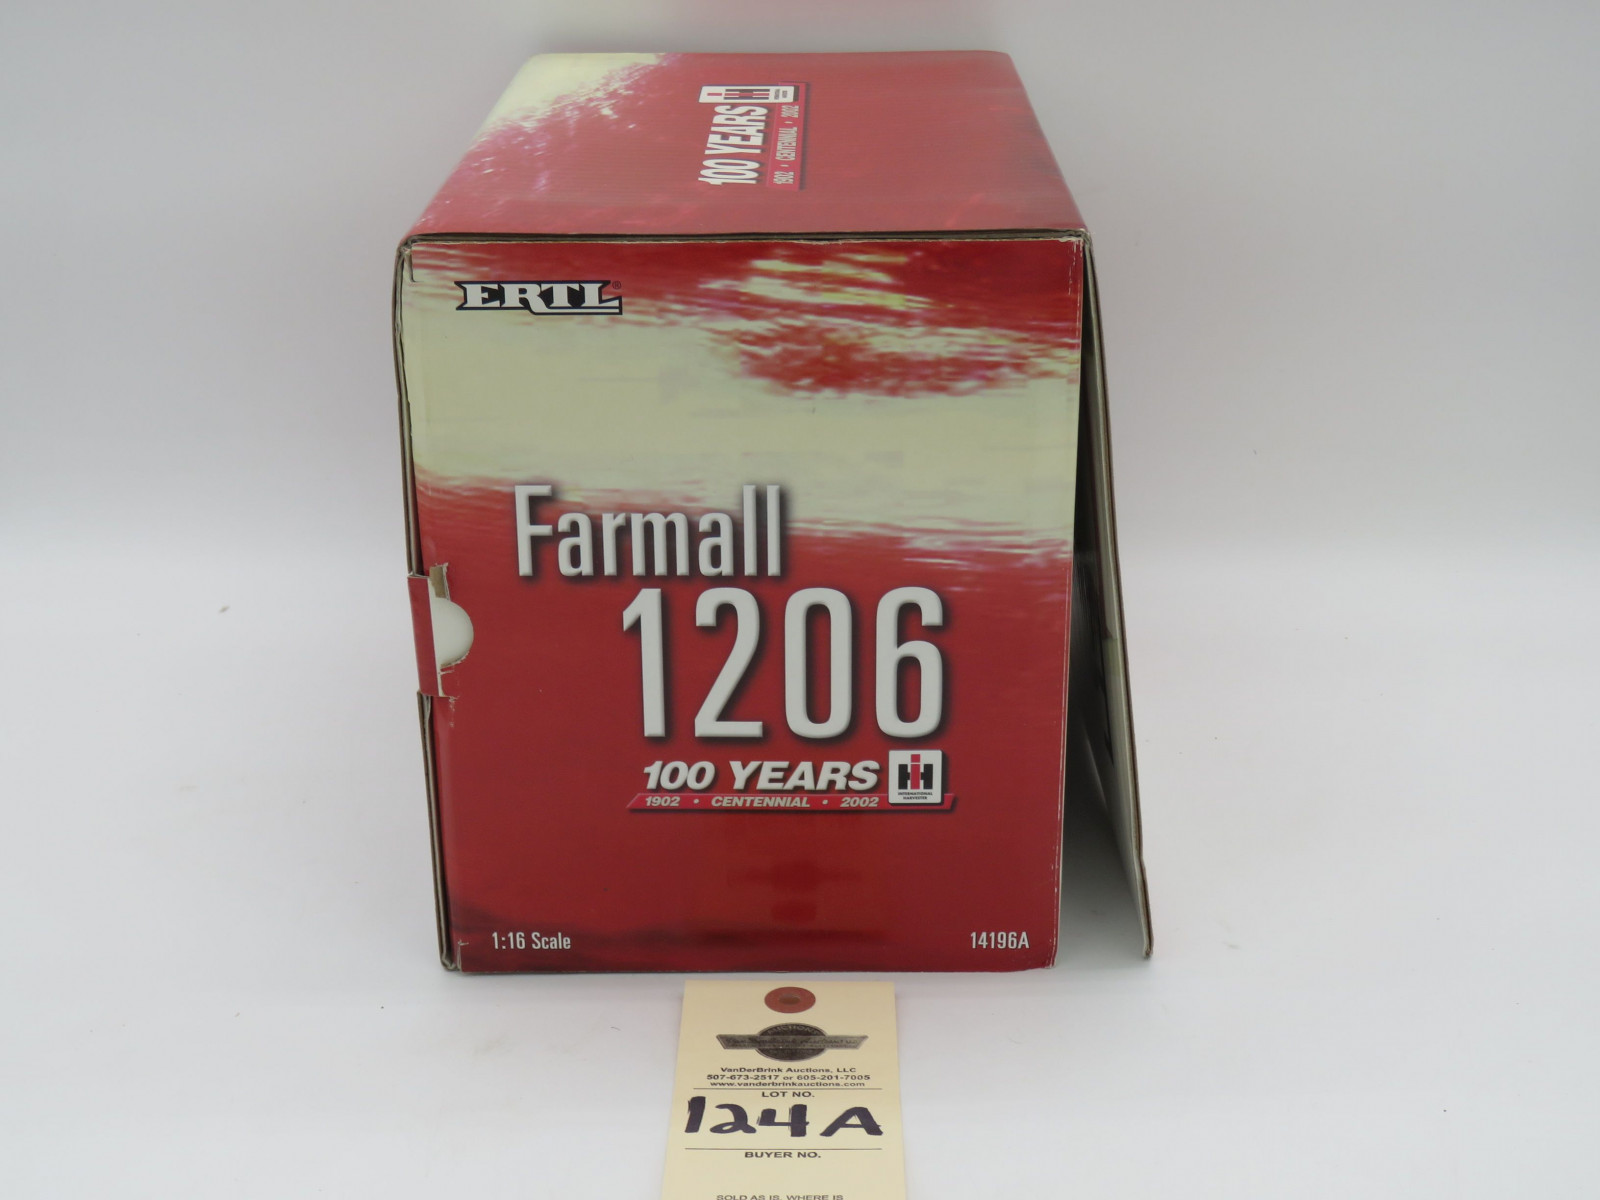 100 YEARS
1902 • CENTENNIAL • 2002
ERTL®
Farmall
1206
100 YEARS
1902 • CENTENNIAL • 2002
INTERNATIONAL
HARVESTER
1:16 Scale
14196A
VanDerBrink Auctions, LLC
507-673-2517 or 605-201-7005
www.vanderbrinkauctions.com
LOT NO.
124A
BUYER NO.
SOLD AS IS, WHERE IS